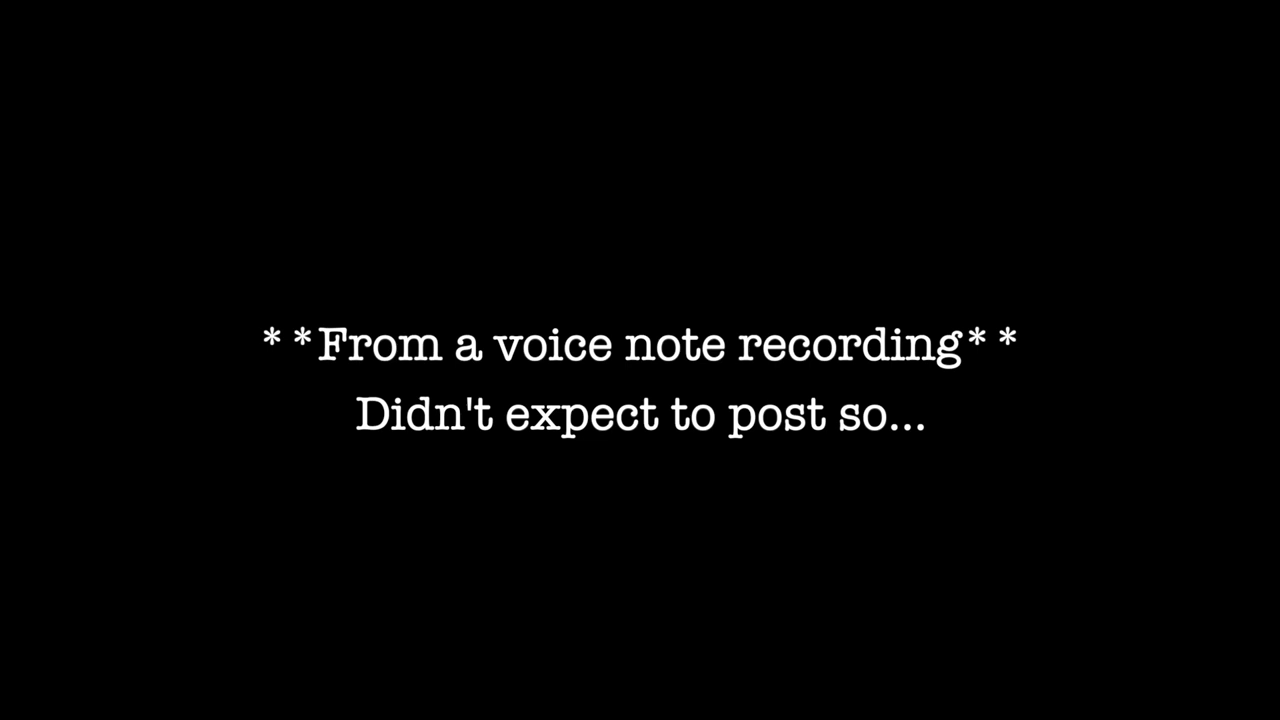 **From a voice note recording**
Didn't expect to post so...